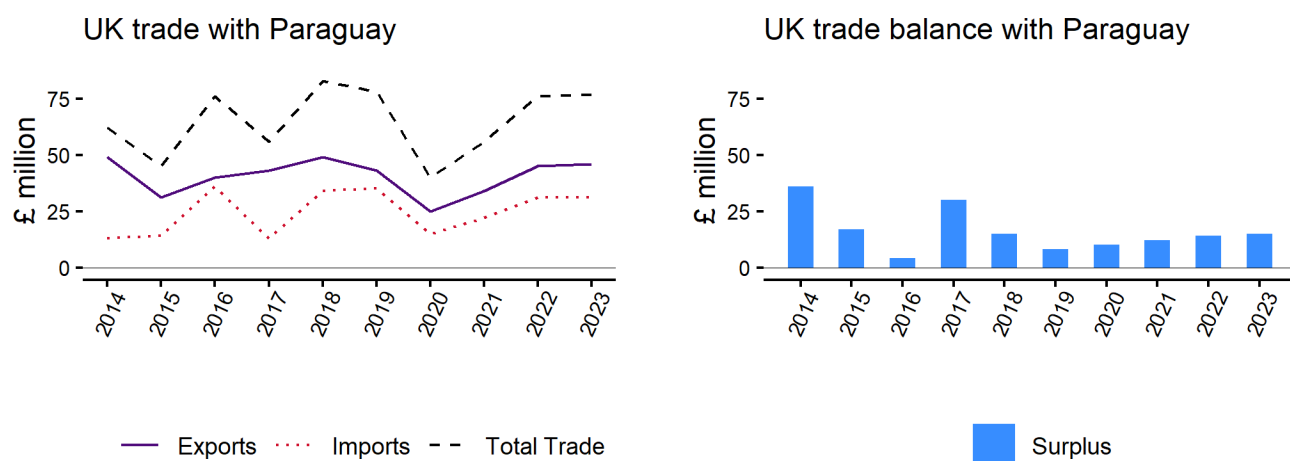 UK trade with Paraguay
£ million
75
50
25
0
2014 2015 2016 2017 2018 2019 2020 2021 2022 2023
Exports Imports Total Trade
UK trade balance with Paraguay
£ million
75
50
25
0
2014 2015 2016 2017 2018 2019 2020 2021 2022 2023
Surplus